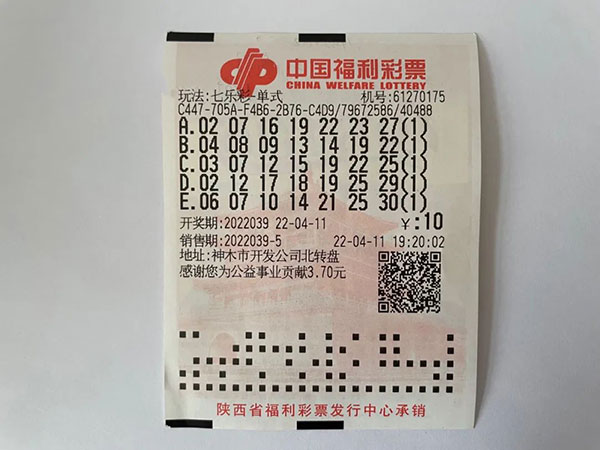 中国福利彩票
CHINA WELFARE LOTTERY
玩法:七乐彩-单式 机号:61270175
C447-705A-F4B6-2B76-C4D9/79672586/40488
A.02 07 16 19 22 23 27(1)
B.04 08 09 13 14 19 22(1)
C.03 07 12 15 19 22 25(1)
D.02 12 17 18 19 25 29(1)
E.06 07 10 14 21 25 30(1)
开奖期:2022039 22-04-11 ￥:10
销售期:2022039-5 22-04-11 19:20:02
地址:神木市开发公司北转盘
感谢您为公益事业贡献3.70元
陕西省福利彩票发行中心承销